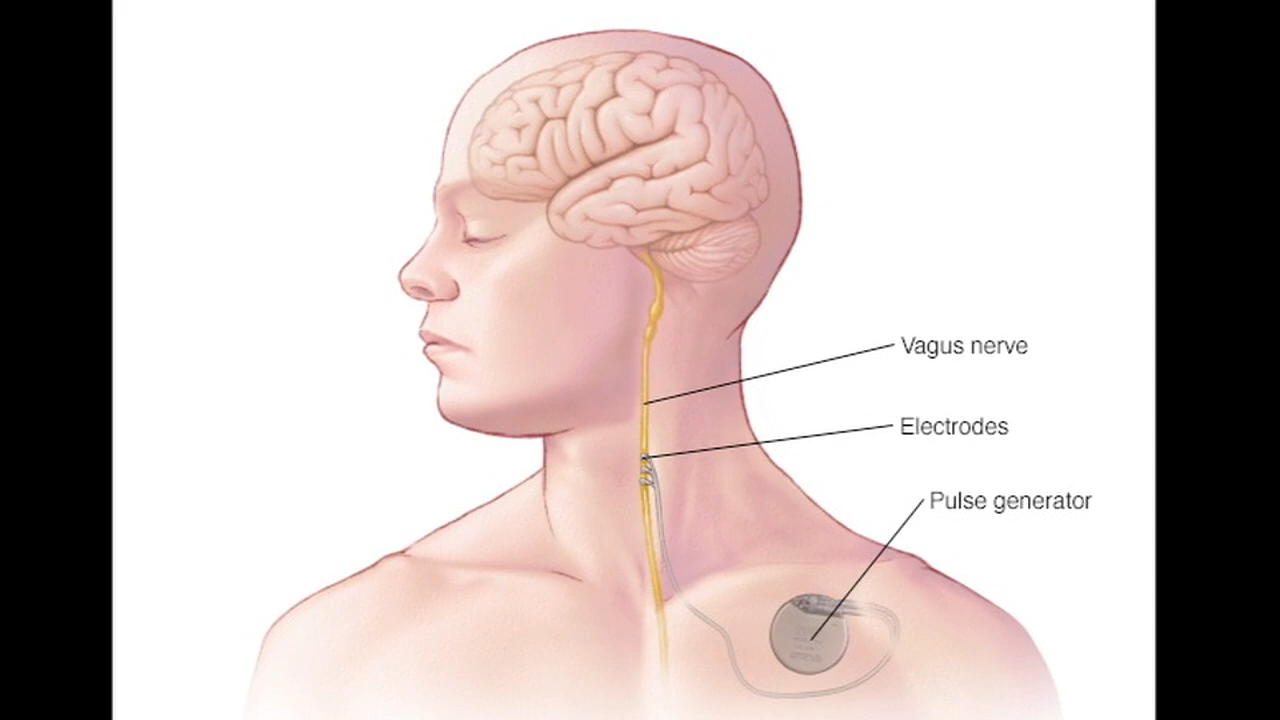 Vagus nerve
Electrodes
Pulse generator